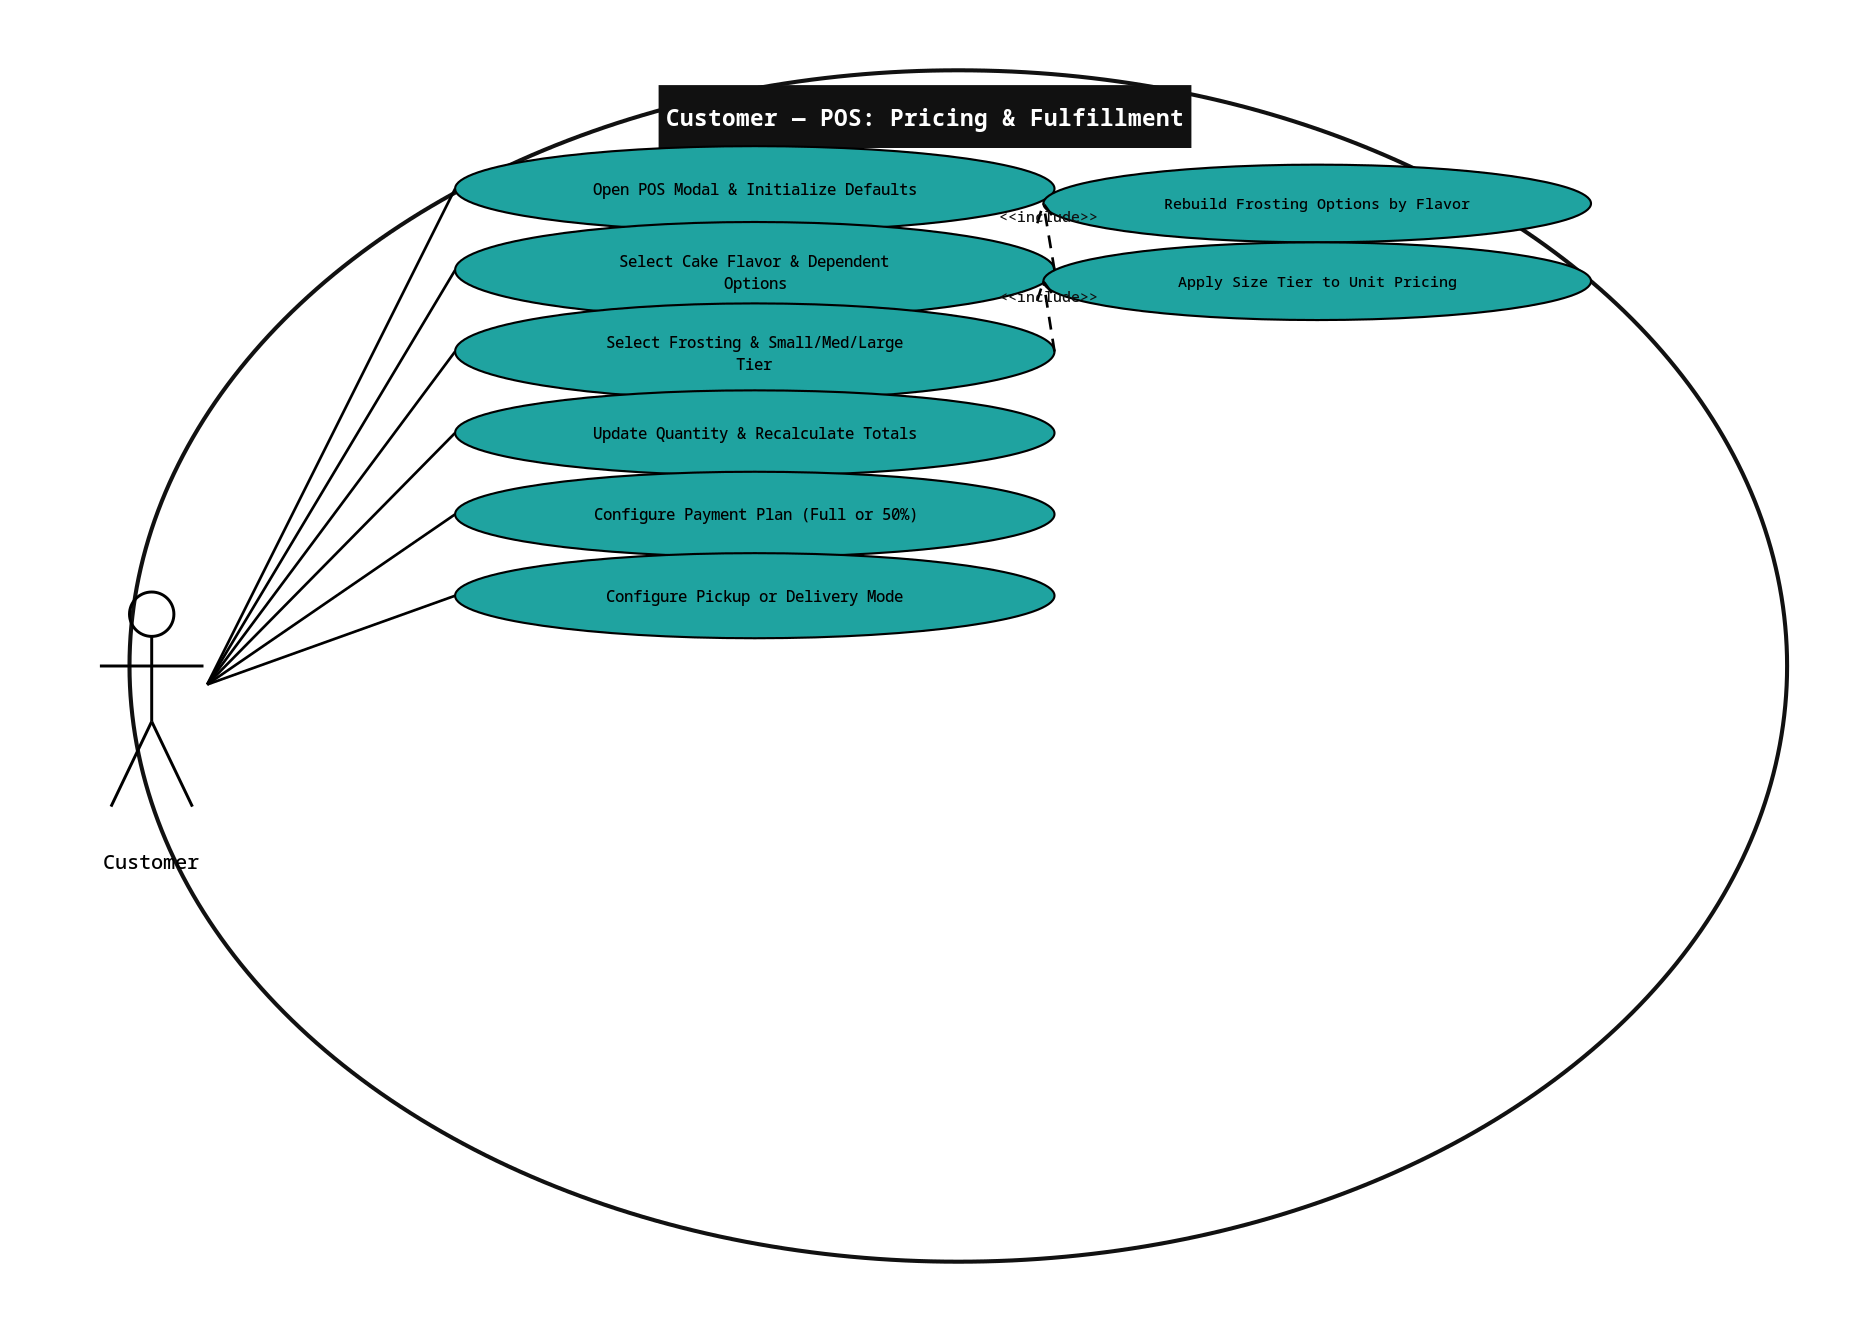 Customer — POS: Pricing & Fulfillment
Open POS Modal & Initialize Defaults
Rebuild Frosting Options by Flavor
<<include>>
Select Cake Flavor & Dependent
Options
Apply Size Tier to Unit Pricing
<<include>>
Select Frosting & Small/Med/Large
Tier
Update Quantity & Recalculate Totals
Configure Payment Plan (Full or 50%)
Configure Pickup or Delivery Mode
Customer